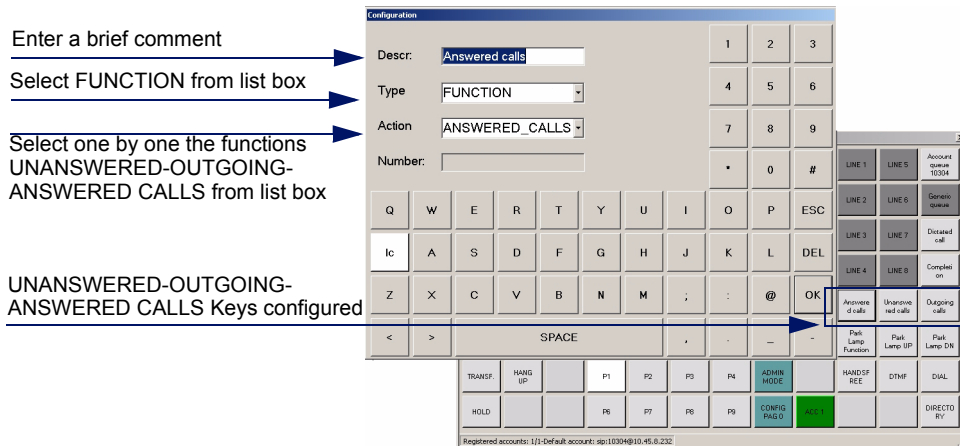 Enter a brief comment
Select FUNCTION from list box
Select one by one the functions
UNANSWERED-OUTGOING-
ANSWERED CALLS from list box
UNANSWERED-OUTGOING-
ANSWERED CALLS Keys configured
Configuration
Descr: Answered calls
Type FUNCTION
Action ANSWERED_CALLS
Number:
1 2 3
4 5 6
7 8 9
* 0 #
Q W E R T Y U I O P ESC
lc A S D F G H J K L DEL
Z X C V B N M ; : @ OK
< > SPACE , . _ -
LINE 1 LINE 5 Account
queue
10304
LINE 2 LINE 6 Generic
queue
LINE 3 LINE 7 Dictated
call
LINE 4 LINE 8 Completi
on
Answere
d calls
Unanswe
red calls
Outgoing
calls
Park
Lamp
Function
Park
Lamp UP
Park
Lamp DN
TRANSF. HANG
UP
P1 P2 P3 P4 ADMIN
MODE
HANDSF
REE
DTMF DIAL
HOLD P6 P7 P8 P9 CONFIG
PAG 0
ACC 1 DIRECTO
RY
Registered accounts: 1/1-Default account: sip:10304@10.45.8.232